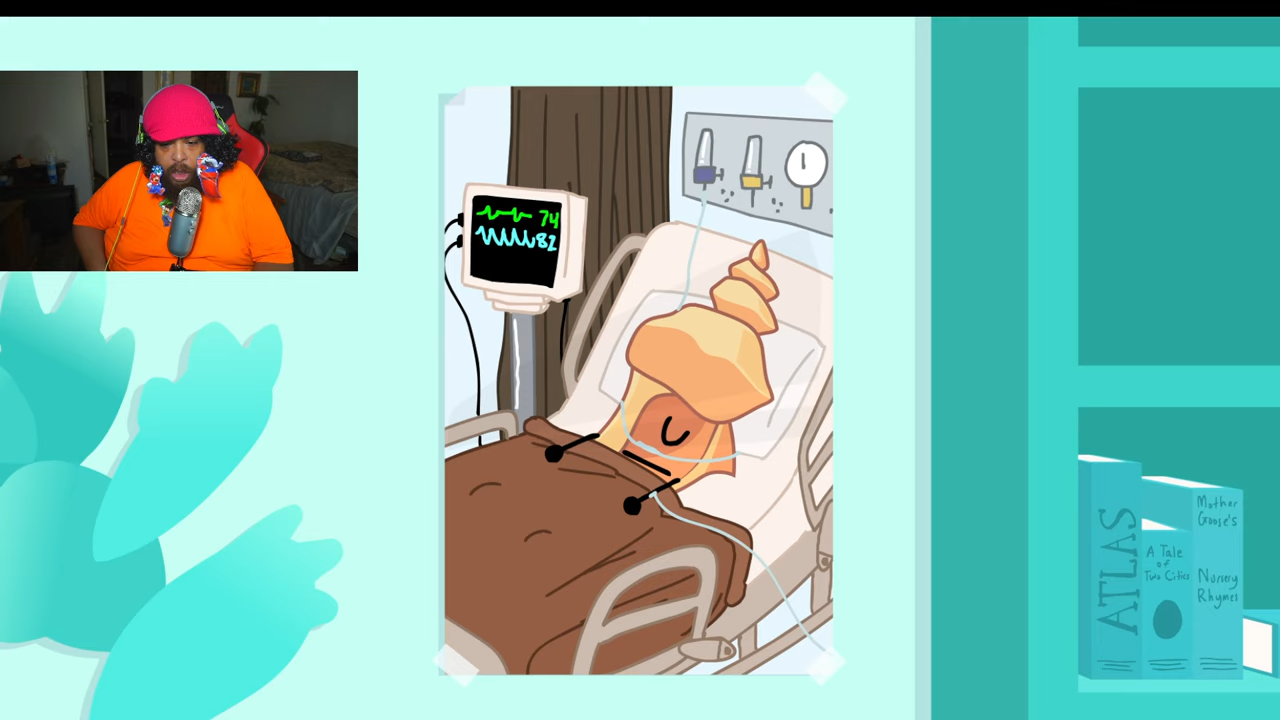 74
82
ATLAS
A Tale
of
Two Cities
Mother
Goose's
Nursery
Rhymes